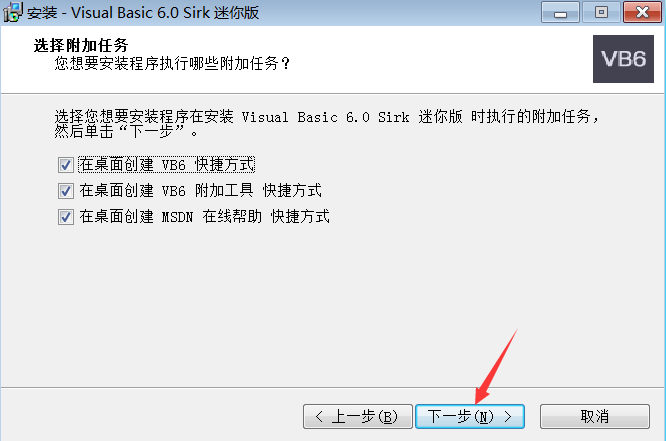 安装 - Visual Basic 6.0 Sirk 迷你版
选择附加任务
您想要安装程序执行哪些附加任务？
VB6
选择您想要安装程序在安装 Visual Basic 6.0 Sirk 迷你版 时执行的附加任务，
然后单击“下一步”。
在桌面创建 VB6 快捷方式
在桌面创建 VB6 附加工具 快捷方式
在桌面创建 MSDN 在线帮助 快捷方式
< 上一步(B)
下一步(N) >
取消